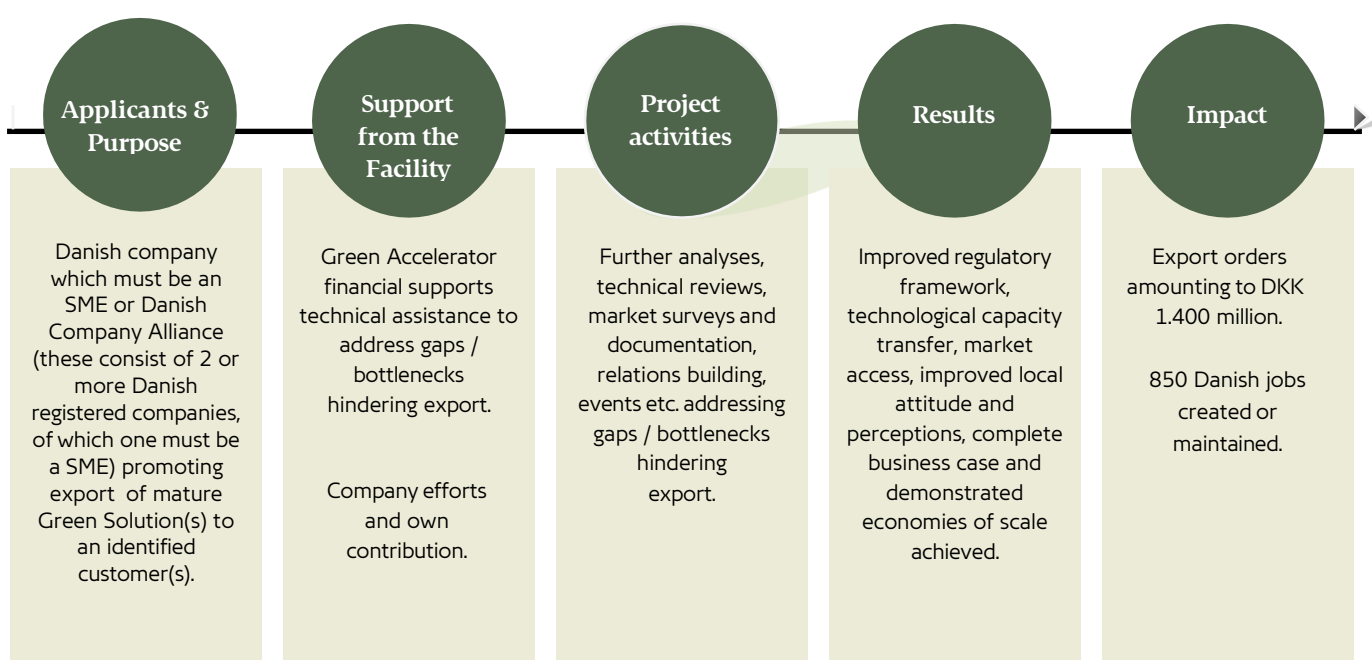 Applicants &
Purpose
Support
from the
Facility
Project
activities
Results
Impact
Danish company
which must be an
SME or Danish
Company Alliance
(these consist of 2 or
more Danish
registered companies,
of which one must be
a SME) promoting
export of mature
Green Solution(s) to
an identified
customer(s).
Green Accelerator
financial supports
technical assistance to
address gaps /
bottlenecks
hindering export.
Company efforts
and own
contribution.
Further analyses,
technical reviews,
market surveys and
documentation,
relations building,
events etc. addressing
gaps / bottlenecks
hindering
export.
Improved regulatory
framework,
technological capacity
transfer, market
access, improved local
attitude and
perceptions, complete
business case and
demonstrated
economies of scale
achieved.
Export orders
amounting to DKK
1.400 million.
850 Danish jobs
created or
maintained.